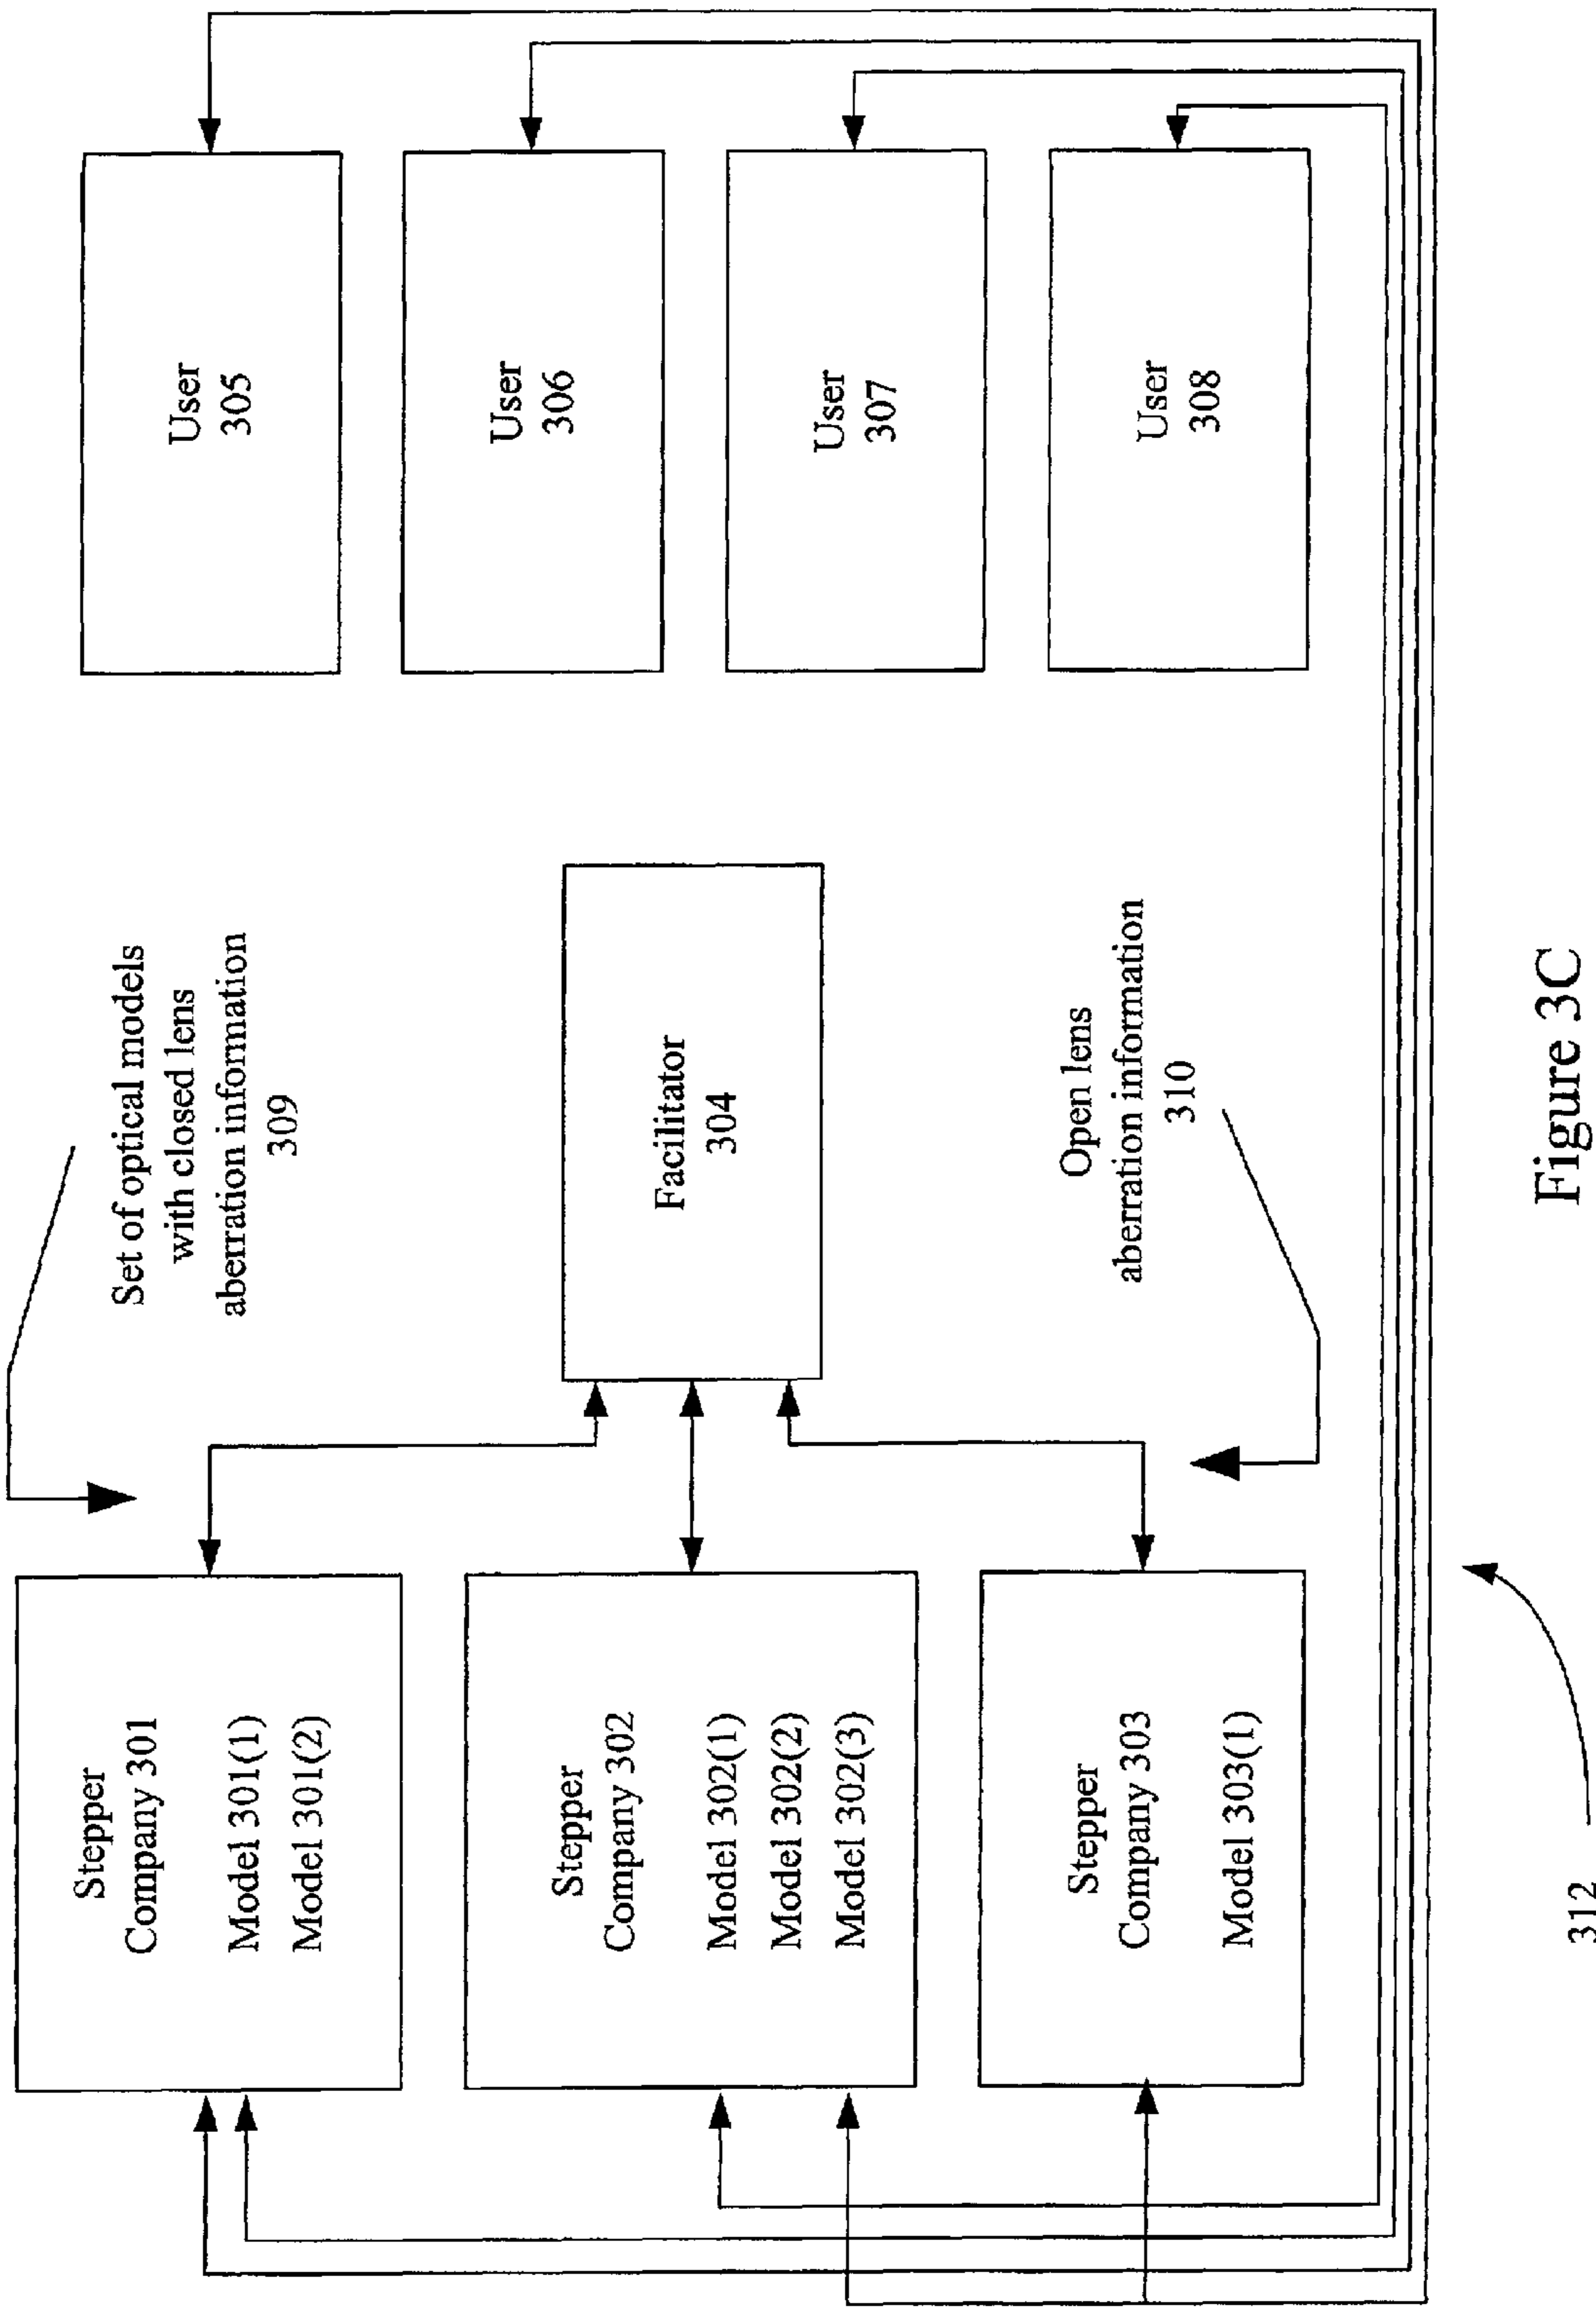 Stepper
Company 301
Model 301(1)
Model 301(2)
Stepper
Company 302
Model 302(1)
Model 302(2)
Model 302(3)
Stepper
Company 303
Model 303(1)
Set of optical models
with closed lens
aberration information
309
Facilitator
304
Open lens
aberration information
310
User
305
User
306
User
307
User
308
312
Figure 3C